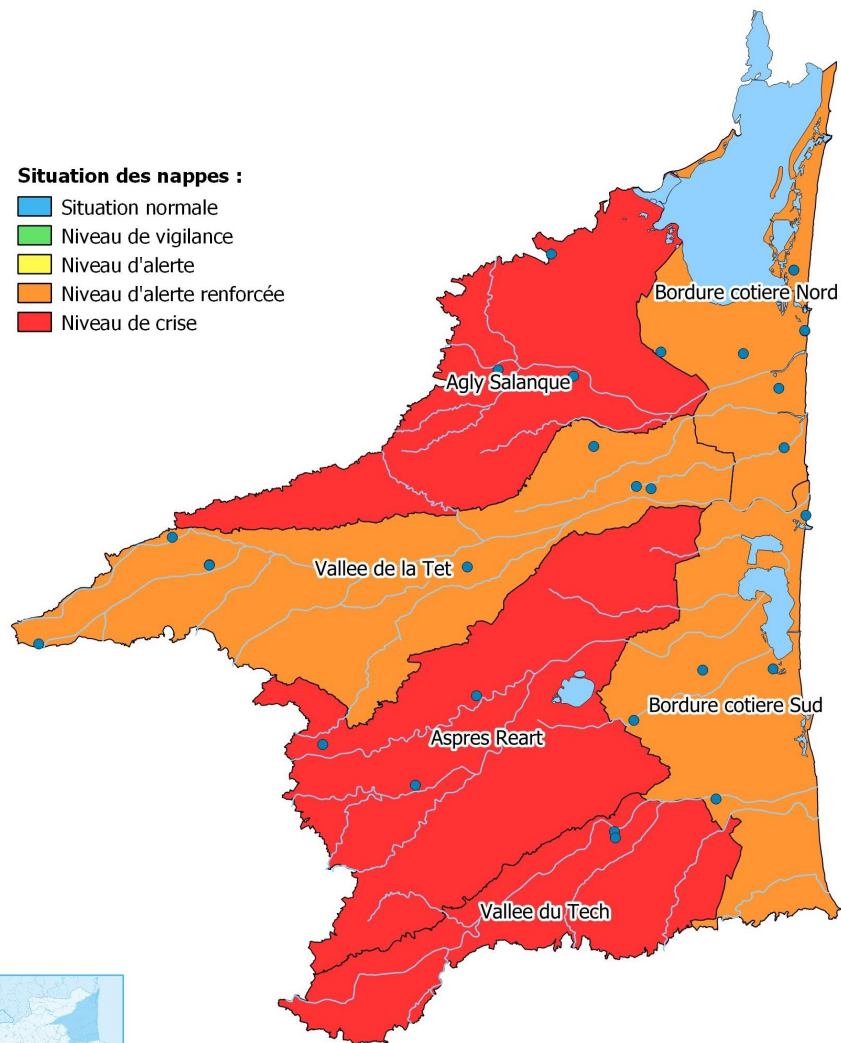 Situation des nappes :
Situation normale
Niveau de vigilance
Niveau d'alerte
Niveau d'alerte renforcée
Niveau de crise
Bordure cotiere Nord
Agly Salanque
Vallee de la Tet
Bordure cotiere Sud
Aspres Reart
Vallee du Tech